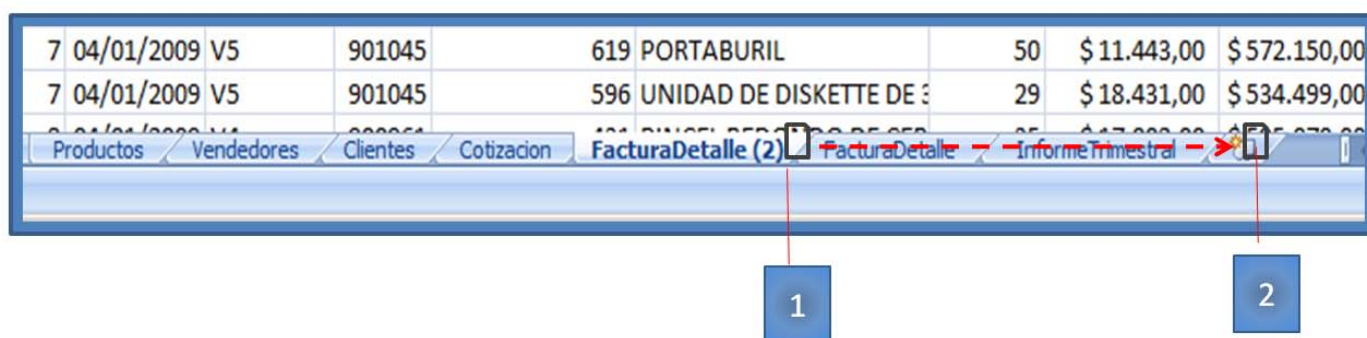 7 04/01/2009 V5 901045 619 PORTABURIL 50 $ 11.443,00 $ 572.150,00
7 04/01/2009 V5 901045 596 UNIDAD DE DISKETTE DE 29 $ 18.431,00 $ 534.499,00
Productos Vendedores Clientes Cotizacion FacturaDetalle (2) FacturaDetalle InformeTrimestral
1 2